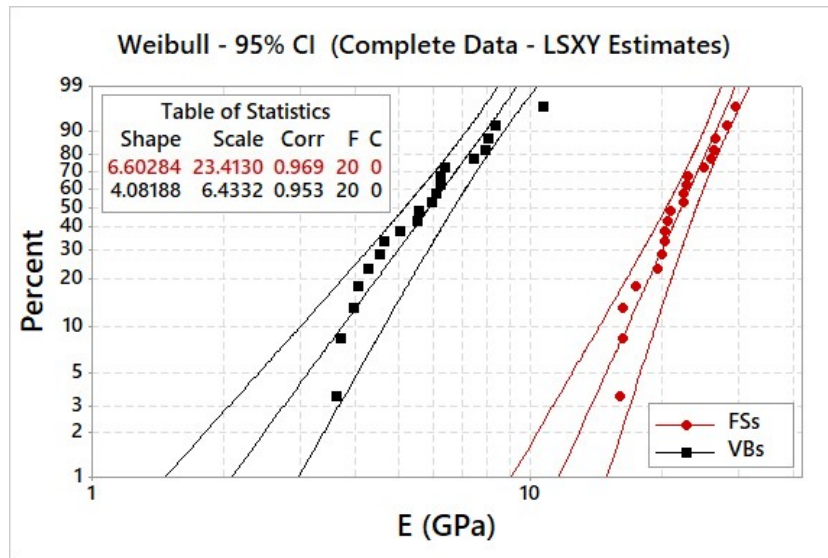 Weibull - 95% CI (Complete Data - LSXY Estimates)
Table of Statistics
Shape Scale Corr F C
6.60284 23.4130 0.969 20 0
4.08188 6.4332 0.953 20 0
Percent
99
90
80
70
60
50
40
30
20
10
5
3
2
1
FSs
VBs
1
10
E (GPa)